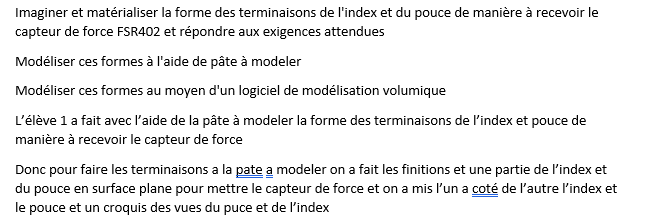 Imaginer et matérialiser la forme des terminaisons de l'index et du pouce de manière à recevoir le
capteur de force FSR402 et répondre aux exigences attendues
Modéliser ces formes à l'aide de pâte à modeler
Modéliser ces formes au moyen d'un logiciel de modélisation volumique
L’élève 1 a fait avec l’aide de la pâte à modeler la forme des terminaisons de l’index et pouce de
manière à recevoir le capteur de force
Donc pour faire les terminaisons a la pate a modeler on a fait les finitions et une partie de l’index et
du pouce en surface plane pour mettre le capteur de force et on a mis l’un a coté de l’autre l’index et
le pouce et un croquis des vues du puce et de l’index